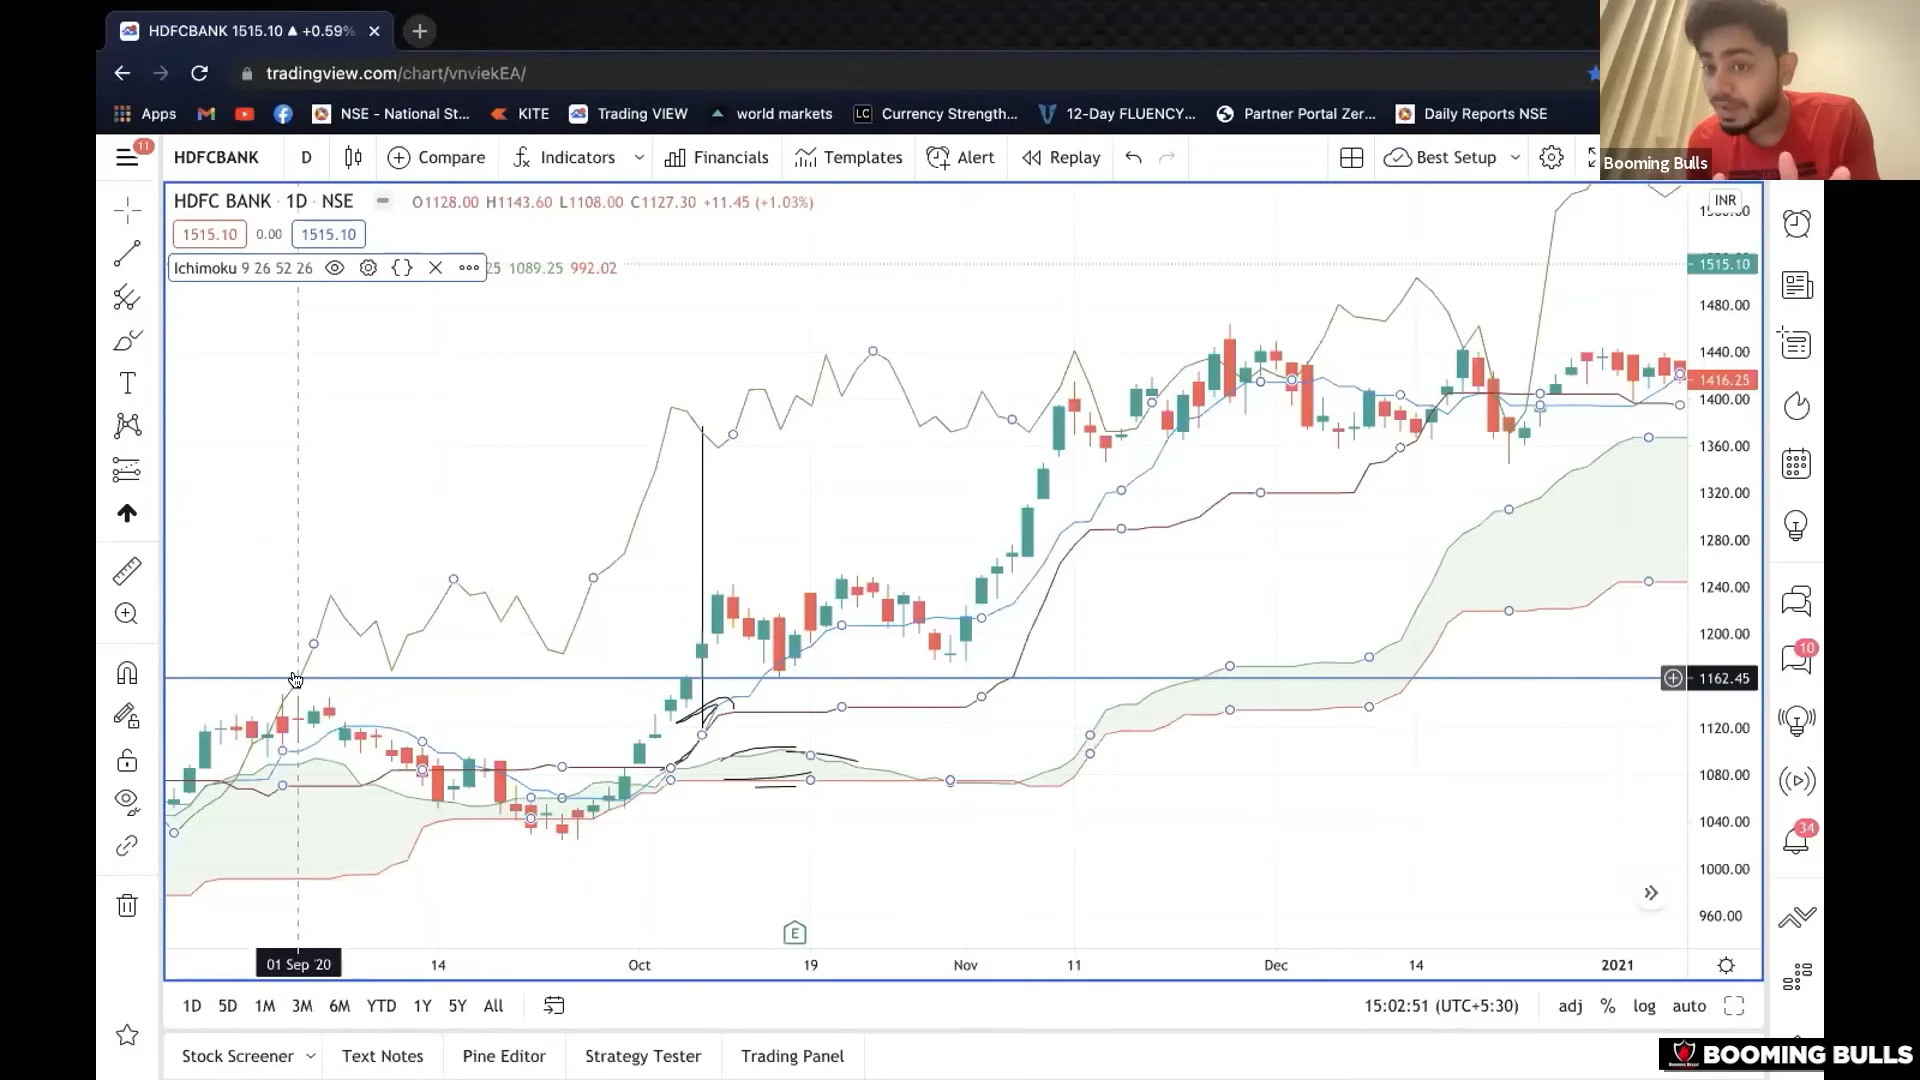 HDFCBANK 1515.10 ▲ +0.59%
tradingview.com/chart/vnviekEA/
Apps NSE - National St... KITE Trading VIEW world markets LC Currency Strength... 12-Day FLUENCY... Partner Portal Zer... Daily Reports NSE
11
HDFCBANK D Compare Indicators Financials Templates Alert Replay Best Setup
Booming Bulls
HDFC BANK · 1D · NSE O1128.00 H1143.60 L1108.00 C1127.30 +11.45 (+1.03%)
INR
1515.10 0.00 1515.10
Ichimoku 9 26 52 26 25 1089.25 992.02
1515.10
1480.00
1440.00
1416.25
1400.00
1360.00
1320.00
1280.00
1240.00
1200.00
1162.45
1120.00
1080.00
1040.00
1000.00
960.00
10
34
E
01 Sep '20 14 Oct 19 Nov 11 Dec 14 2021
1D 5D 1M 3M 6M YTD 1Y 5Y All 15:02:51 (UTC+5:30) adj % log auto
Stock Screener Text Notes Pine Editor Strategy Tester Trading Panel
BOOMING BULLS